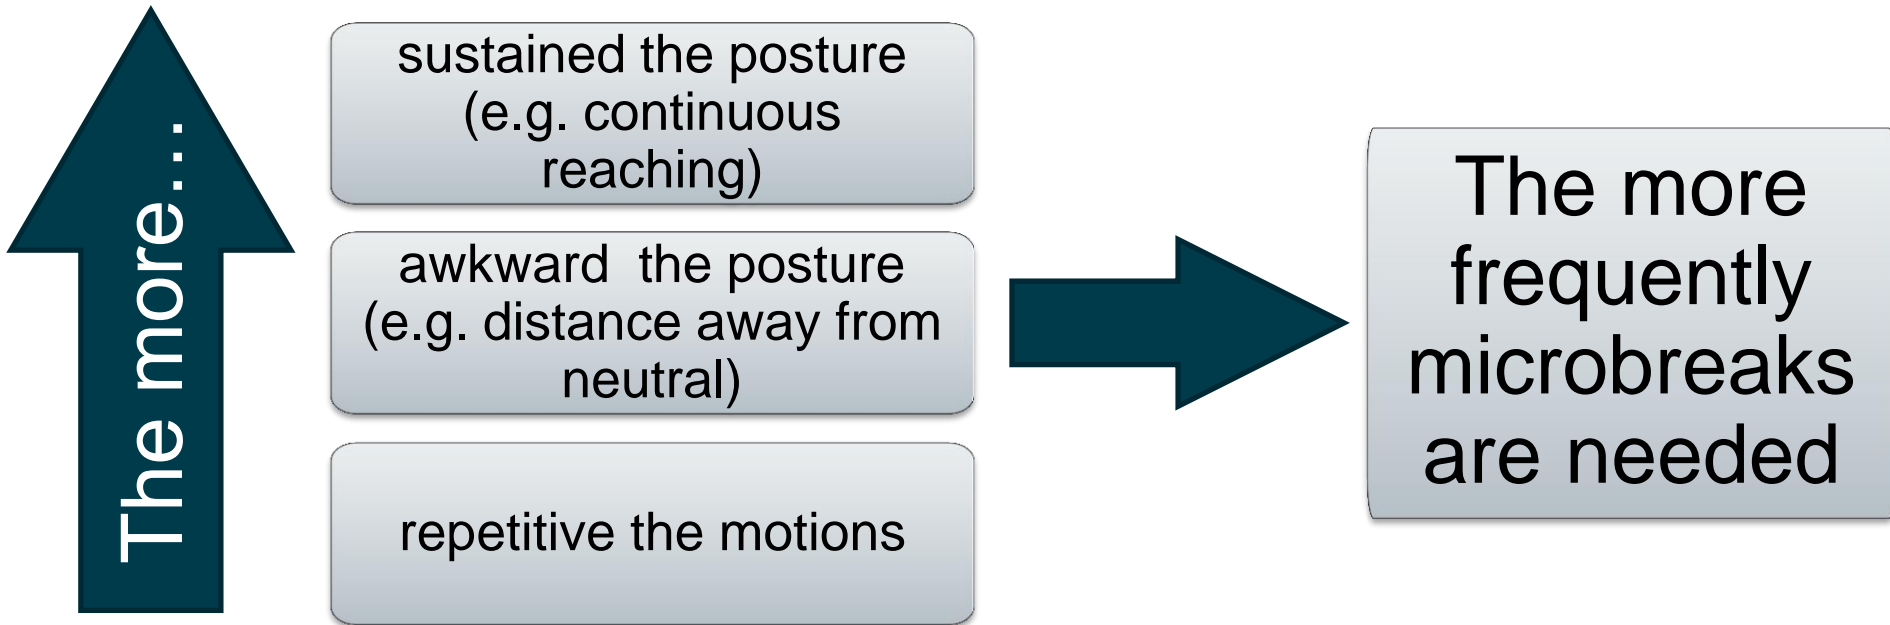 The more…
sustained the posture
(e.g. continuous
reaching)
awkward  the posture
(e.g. distance away from
neutral)
repetitive the motions
The more
frequently
microbreaks
are needed